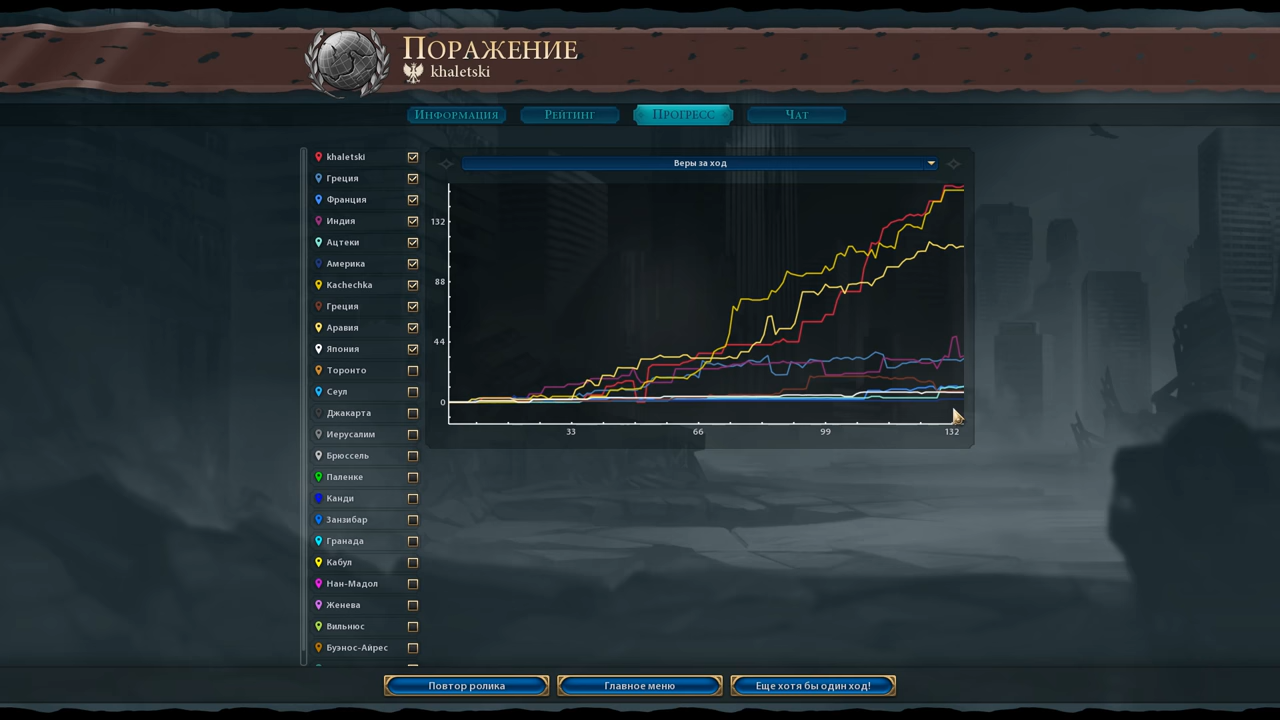 Поражение
khaletski
Информация
Рейтинг
Прогресс
Чат
khaletski
Греция
Франция
Индия
Ацтеки
Америка
Kachechka
Греция
Аравия
Япония
Торонто
Сеул
Джакарта
Иерусалим
Брюссель
Паленке
Канди
Занзибар
Гранада
Кабул
Нан-Мадол
Женева
Вильнюс
Буэнос-Айрес
Веры за ход
132
88
44
0
33
66
99
132
Повтор ролика
Главное меню
Еще хотя бы один ход!